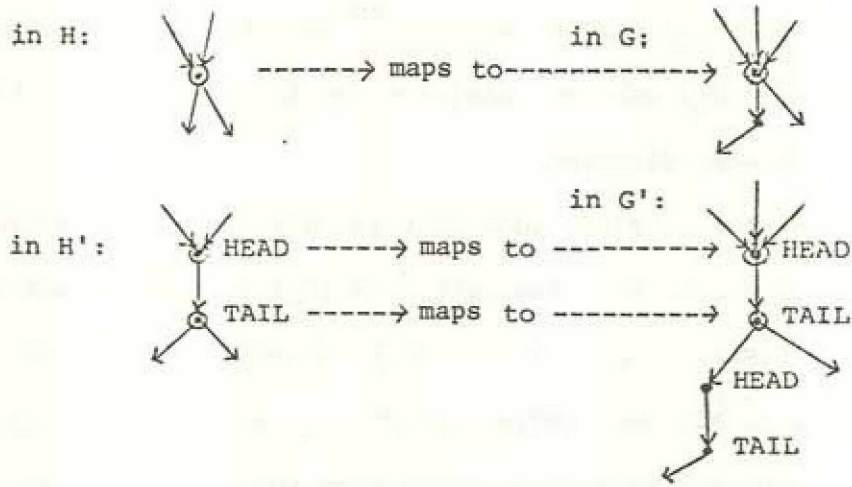 in H:
maps to
in G:
in G':
in H':
HEAD
maps to
HEAD
TAIL
maps to
TAIL
HEAD
TAIL